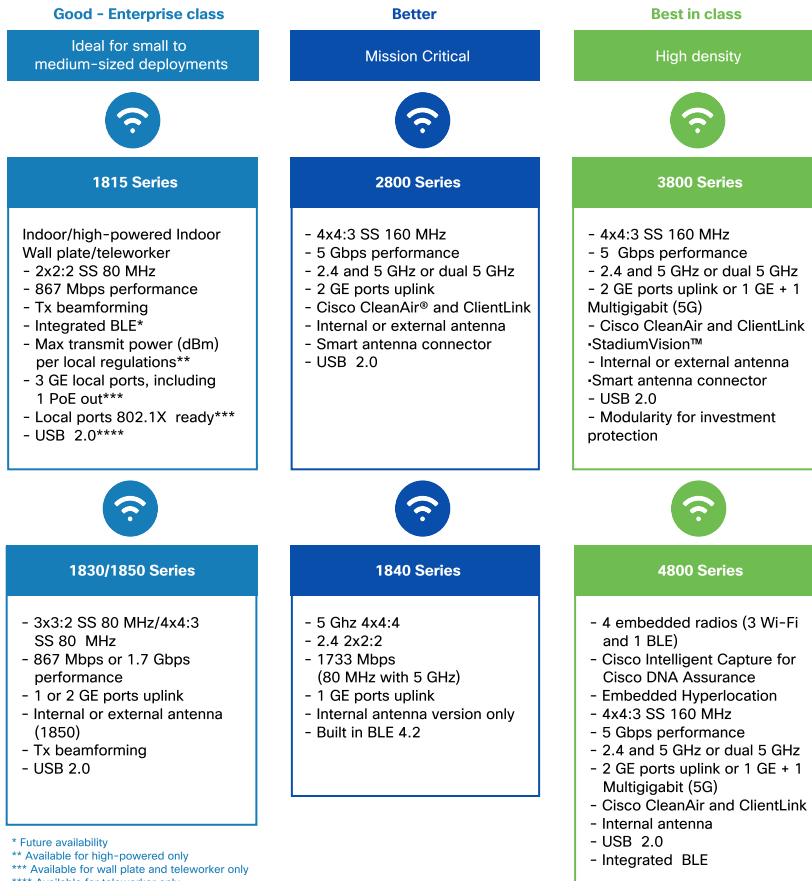 Good - Enterprise class
Ideal for small to
medium-sized deployments
1815 Series
Indoor/high-powered Indoor
Wall plate/teleworker
- 2x2:2 SS 80 MHz
- 867 Mbps performance
- Tx beamforming
- Integrated BLE*
- Max transmit power (dBm)
per local regulations**
- 3 GE local ports, including
1 PoE out***
- Local ports 802.1X ready***
- USB 2.0****
1830/1850 Series
- 3x3:2 SS 80 MHz/4x4:3
SS 80 MHz
- 867 Mbps or 1.7 Gbps
performance
- 1 or 2 GE ports uplink
- Internal or external antenna
(1850)
- Tx beamforming
- USB 2.0
* Future availability
** Available for high-powered only
*** Available for wall plate and teleworker only
**** Available for teleworker only
Better
Mission Critical
2800 Series
- 4x4:3 SS 160 MHz
- 5 Gbps performance
- 2.4 and 5 GHz or dual 5 GHz
- 2 GE ports uplink
- Cisco CleanAir® and ClientLink
- Internal or external antenna
- Smart antenna connector
- USB 2.0
1840 Series
- 5 Ghz 4x4:4
- 2.4 2x2:2
- 1733 Mbps
(80 MHz with 5 GHz)
- 1 GE ports uplink
- Internal antenna version only
- Built in BLE 4.2
Best in class
High density
3800 Series
- 4x4:3 SS 160 MHz
- 5 Gbps performance
- 2.4 and 5 GHz or dual 5 GHz
- 2 GE ports uplink or 1 GE + 1
Multigigabit (5G)
- Cisco CleanAir and ClientLink
·StadiumVision™
- Internal or external antenna
·Smart antenna connector
- USB 2.0
- Modularity for investment
protection
4800 Series
- 4 embedded radios (3 Wi-Fi
and 1 BLE)
- Cisco Intelligent Capture for
Cisco DNA Assurance
- Embedded Hyperlocation
- 4x4:3 SS 160 MHz
- 5 Gbps performance
- 2.4 and 5 GHz or dual 5 GHz
- 2 GE ports uplink or 1 GE + 1
Multigigabit (5G)
- Cisco CleanAir and ClientLink
- Internal antenna
- USB 2.0
- Integrated BLE